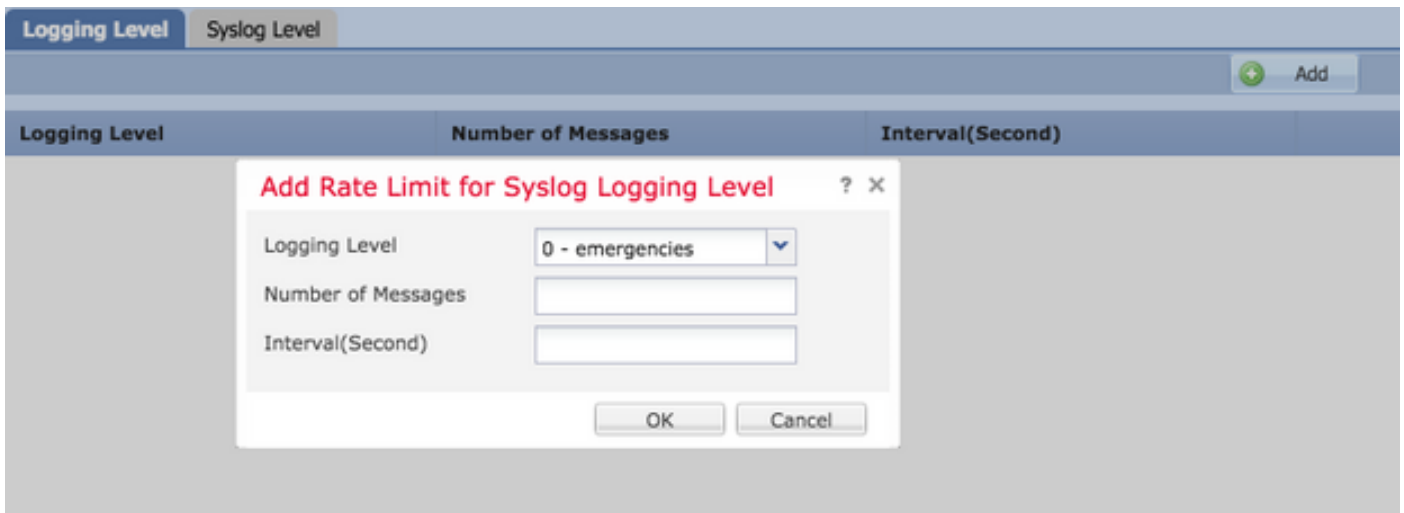 Logging Level Syslog Level
Add
Logging Level Number of Messages Interval(Second)
Add Rate Limit for Syslog Logging Level ? ×
Logging Level 0 - emergencies
Number of Messages
Interval(Second)
OK Cancel